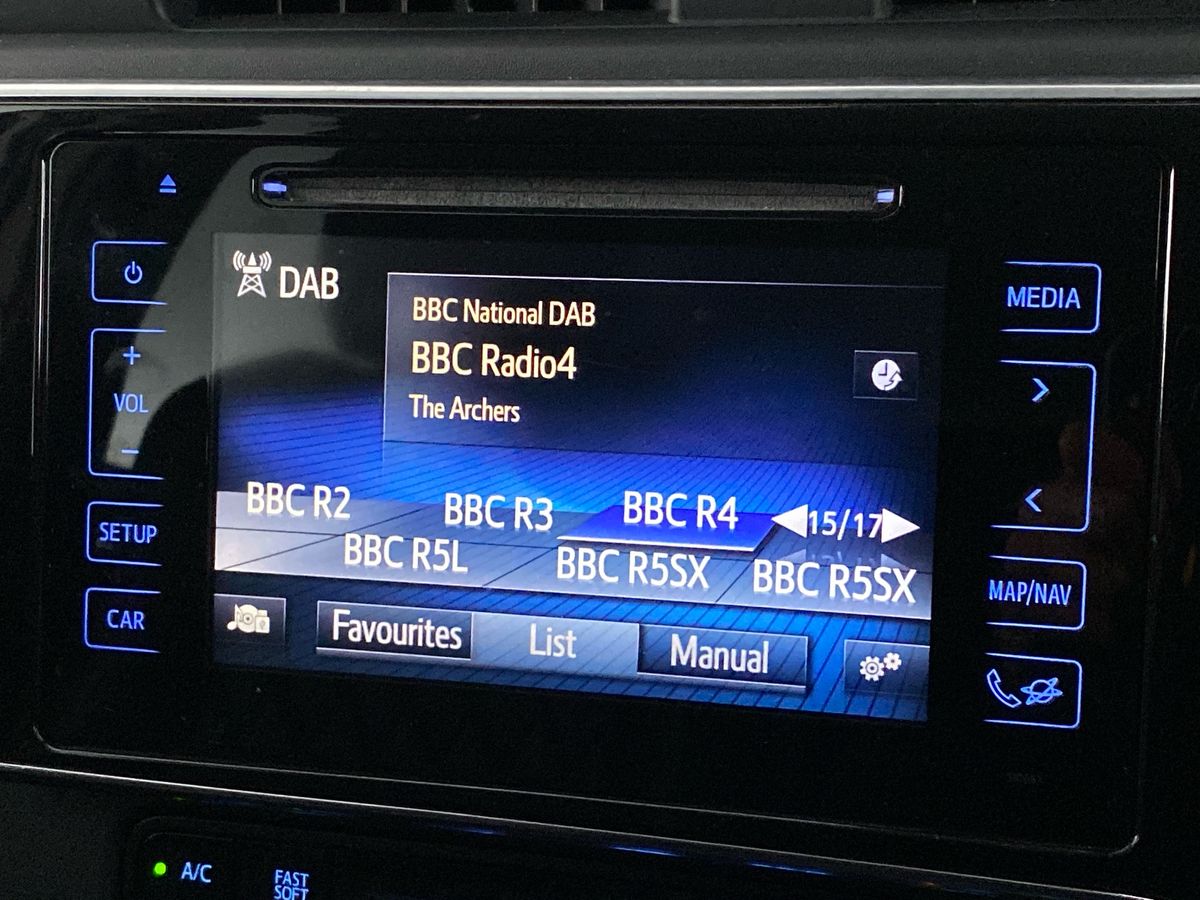 DAB
BBC National DAB
BBC Radio4
The Archers
MEDIA
VOL
SETUP
CAR
MAP/NAV
BBC R2 BBC R3 BBC R4 15/17
BBC R5L BBC R5SX BBC R5SX
Favourites List Manual
A/C
FAST
SOFT